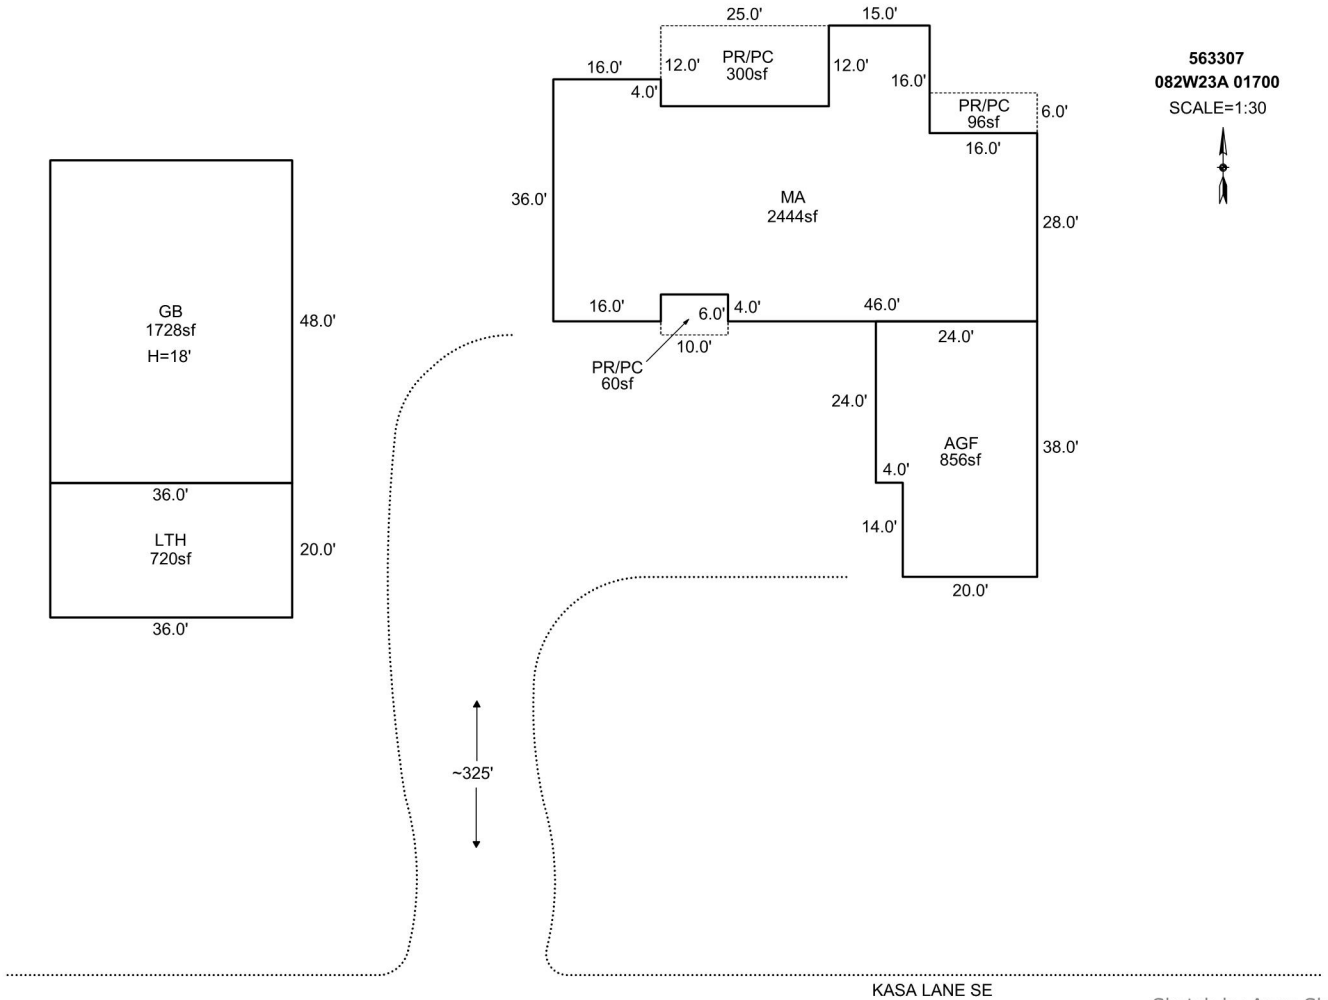 25.0'
15.0'
PR/PC
300sf
12.0'
12.0'
16.0'
4.0'
16.0'
PR/PC
96sf
6.0'
16.0'
563307
082W23A 01700
SCALE=1:30
36.0'
MA
2444sf
28.0'
GB
1728sf
H=18'
48.0'
16.0'
6.0'
4.0'
46.0'
10.0'
24.0'
PR/PC
60sf
24.0'
AGF
856sf
38.0'
4.0'
14.0'
20.0'
36.0'
LTH
720sf
20.0'
36.0'
~325'
KASA LANE SE